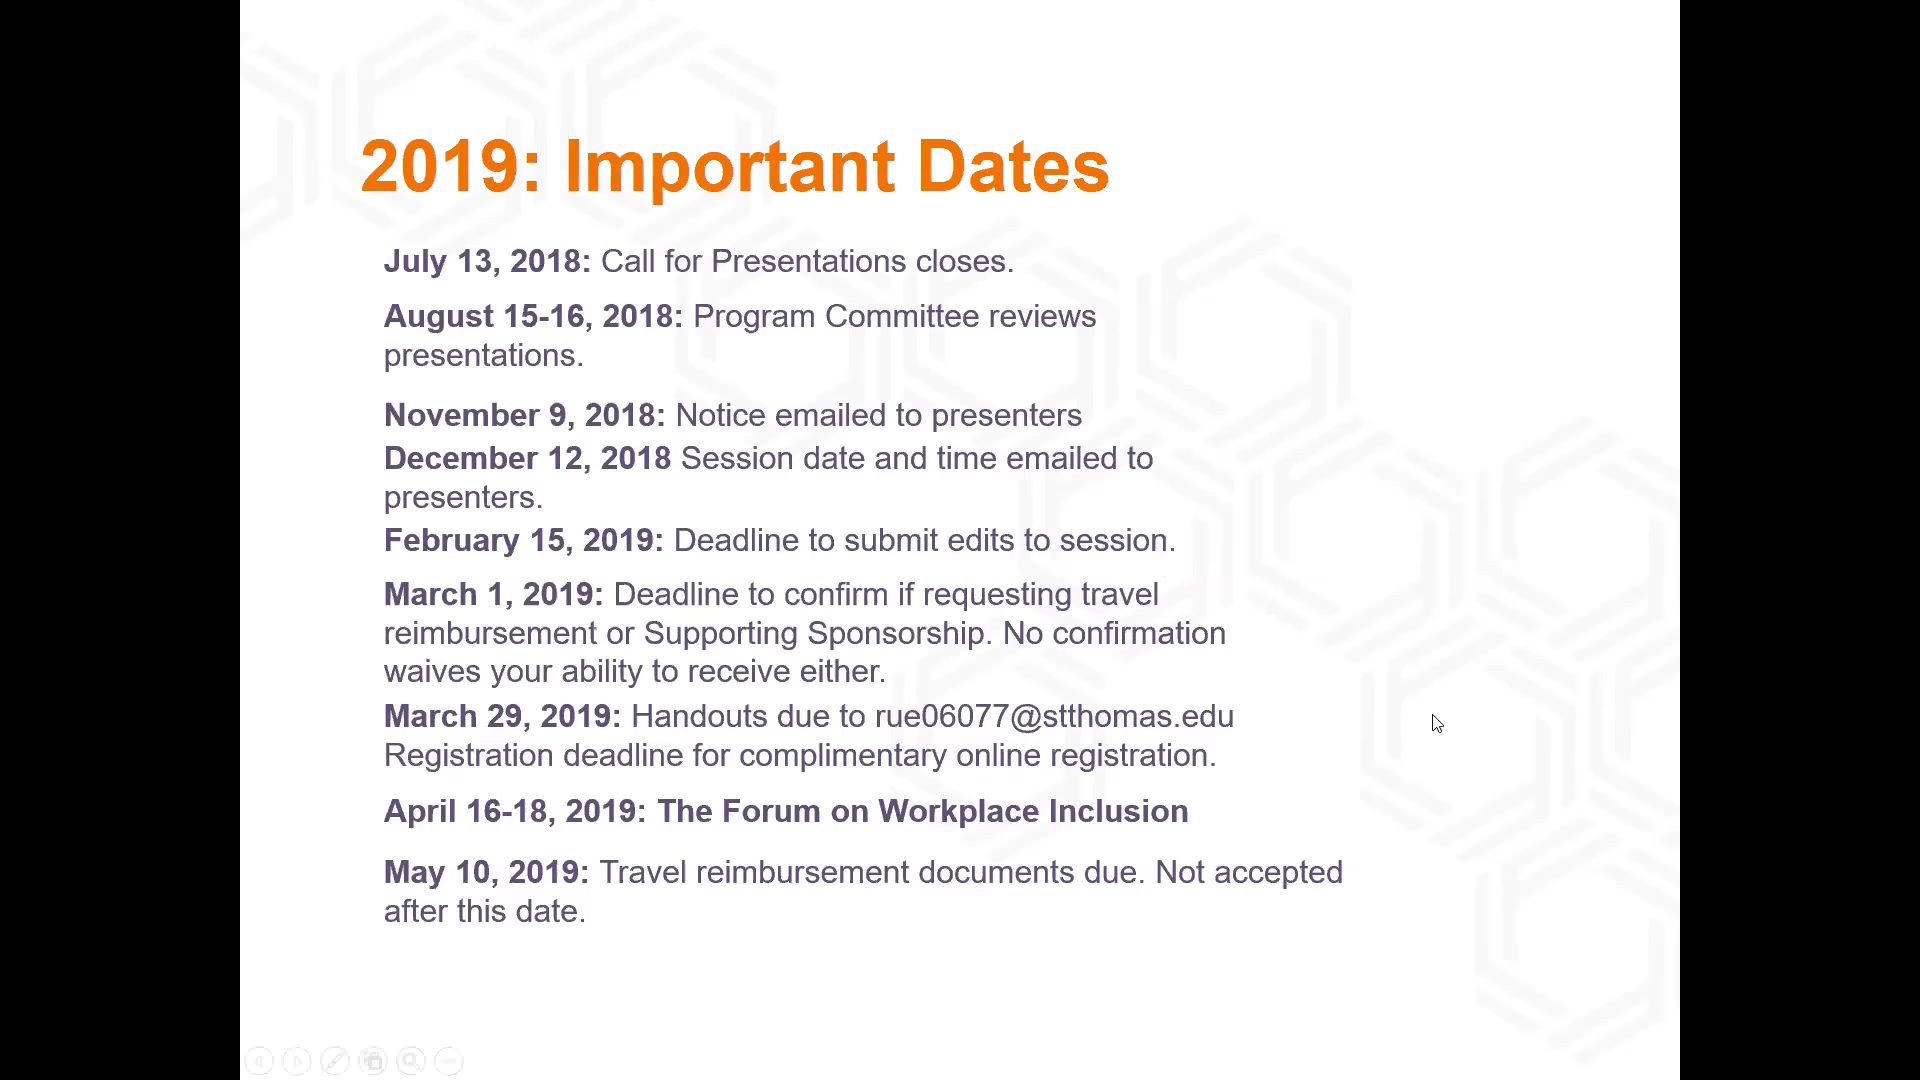 2019: Important Dates
July 13, 2018: Call for Presentations closes.
August 15-16, 2018: Program Committee reviews
presentations.
November 9, 2018: Notice emailed to presenters
December 12, 2018 Session date and time emailed to
presenters.
February 15, 2019: Deadline to submit edits to session.
March 1, 2019: Deadline to confirm if requesting travel
reimbursement or Supporting Sponsorship. No confirmation
waives your ability to receive either.
March 29, 2019: Handouts due to rue06077@stthomas.edu
Registration deadline for complimentary online registration.
April 16-18, 2019: The Forum on Workplace Inclusion
May 10, 2019: Travel reimbursement documents due. Not accepted
after this date.